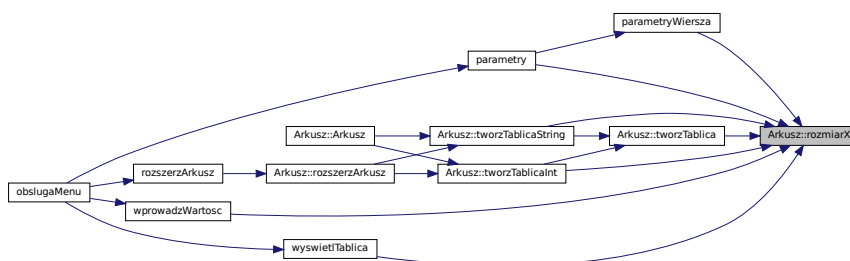 parametryWiersza
parametry
Arkusz::Arkusz
Arkusz::tworzTablicaString
Arkusz::tworzTablica
Arkusz::rozmiarX
rozszerzArkusz
Arkusz::rozszerzArkusz
Arkusz::tworzTablicaInt
obslugaMenu
wprowadzWartosc
wyswietlTablica